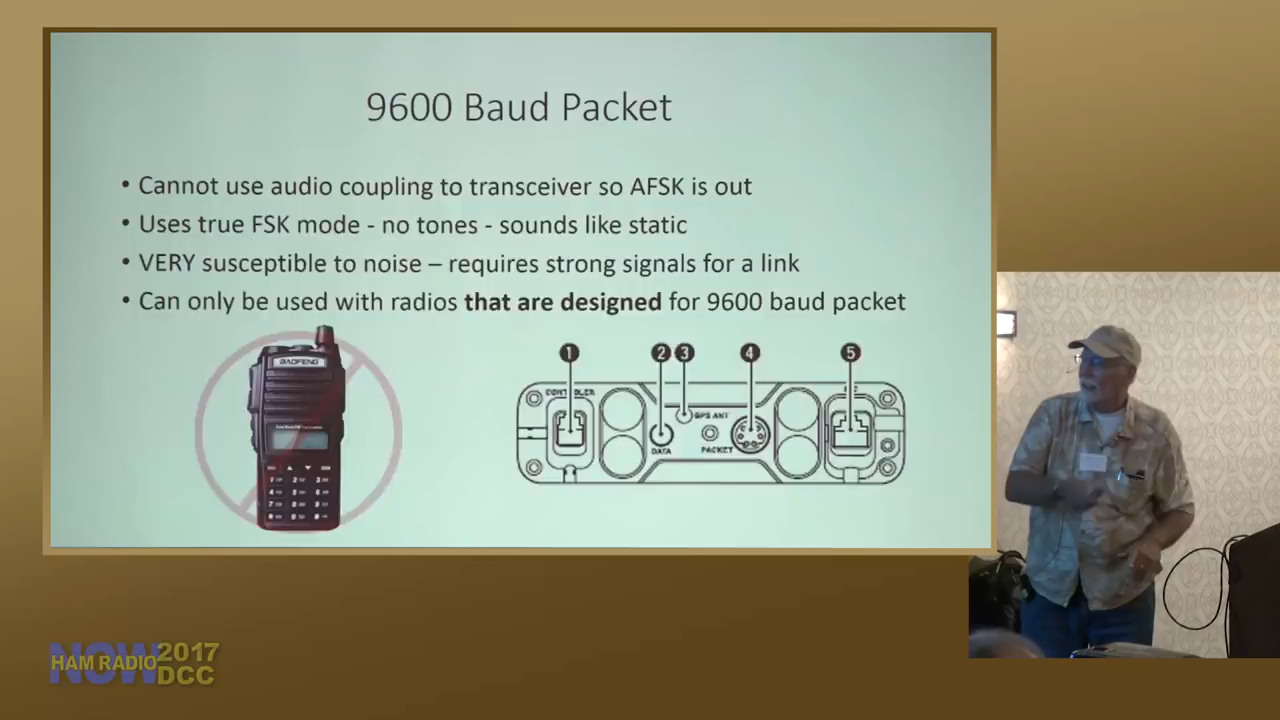 9600 Baud Packet
• Cannot use audio coupling to transceiver so AFSK is out
• Uses true FSK mode - no tones - sounds like static
• VERY susceptible to noise – requires strong signals for a link
• Can only be used with radios that are designed for 9600 baud packet
BAOFENG
1 2 3 4 5
GPS ANT
DATA
PACKET
NOW
HAM RADIO 2017
DCC